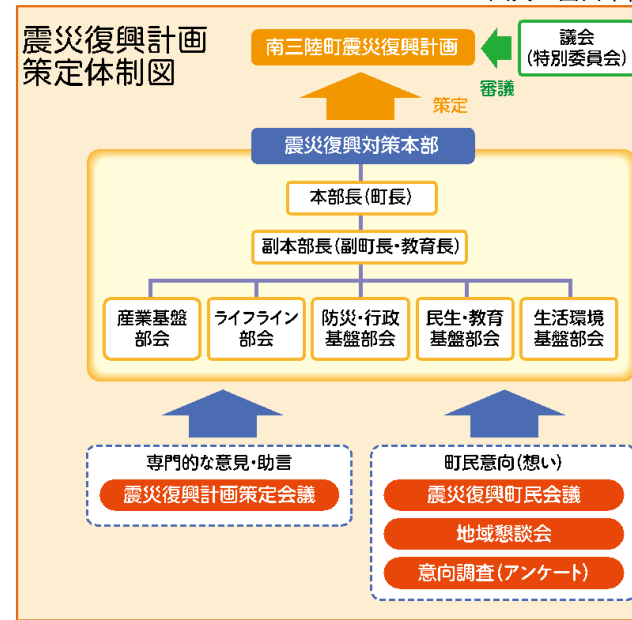 震災復興計画
策定体制図
南三陸町震災復興計画
議会
(特別委員会)
審議
策定
震災復興対策本部
本部長(町長)
副本部長(副町長・教育長)
産業基盤
部会
ライフライン
部会
防災・行政
基盤部会
民生・教育
基盤部会
生活環境
基盤部会
専門的な意見・助言
震災復興計画策定会議
町民意向(想い)
震災復興町民会議
地域懇談会
意向調査(アンケート)